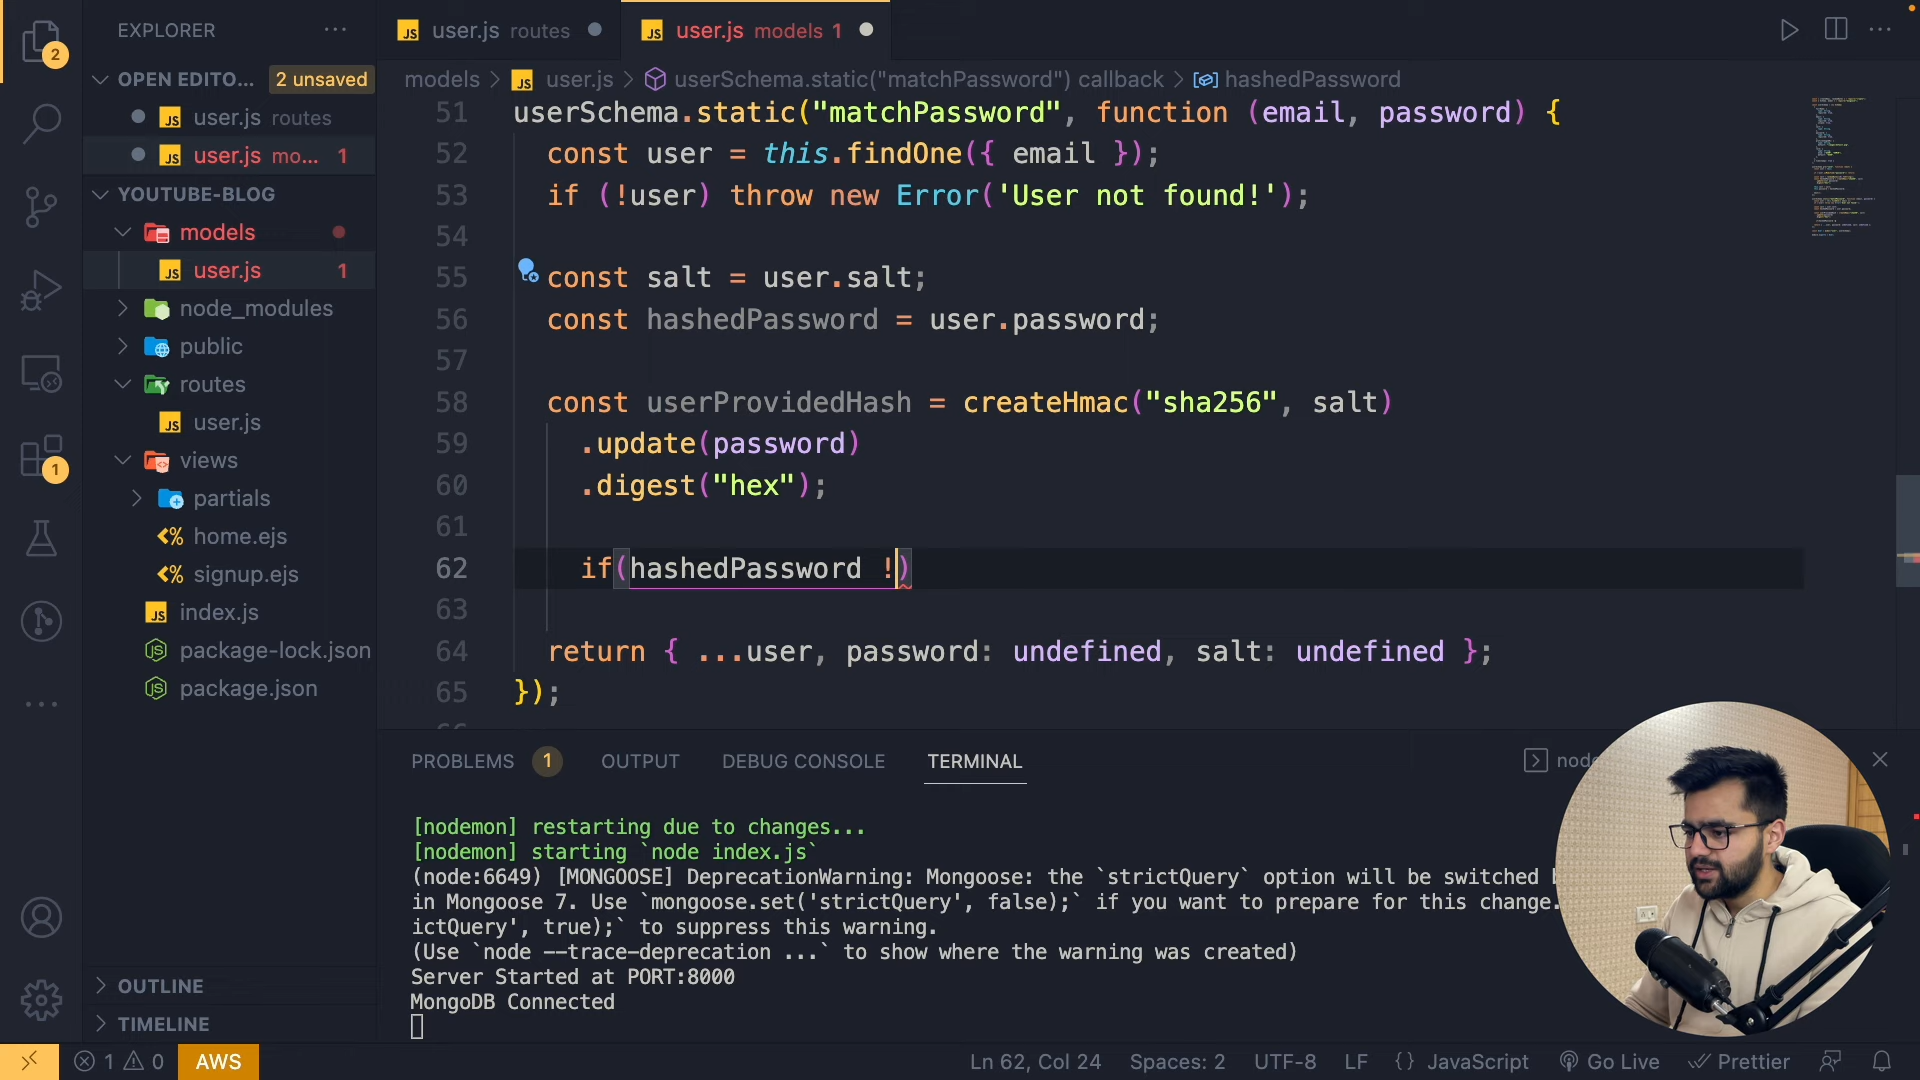 2
EXPLORER ...
JS user.js routes
JS user.js models 1
OPEN EDITO... 2 unsaved
JS user.js routes
JS user.js mo... 1
YOUTUBE-BLOG
models
JS user.js 1
node_modules
public
routes
JS user.js
1
views
partials
<% home.ejs
<% signup.ejs
JS index.js
package-lock.json
package.json
OUTLINE
TIMELINE
models > JS user.js > userSchema.static("matchPassword") callback > hashedPassword
51 userSchema.static("matchPassword", function (email, password) {
52 const user = this.findOne({ email });
53 if (!user) throw new Error('User not found!');
54
55 const salt = user.salt;
56 const hashedPassword = user.password;
57
58 const userProvidedHash = createHmac("sha256", salt)
59 .update(password)
60 .digest("hex");
61
62 if(hashedPassword !)
63
64 return { ...user, password: undefined, salt: undefined };
65 });
PROBLEMS 1 OUTPUT DEBUG CONSOLE TERMINAL
[nodemon] restarting due to changes...
[nodemon] starting `node index.js`
(node:6649) [MONGOOSE] DeprecationWarning: Mongoose: the `strictQuery` option will be switched
in Mongoose 7. Use `mongoose.set('strictQuery', false);` if you want to prepare for this change.
ictQuery', true);` to suppress this warning.
(Use `node --trace-deprecation ...` to show where the warning was created)
Server Started at PORT:8000
MongoDB Connected
1 0 AWS Ln 62, Col 24 Spaces: 2 UTF-8 LF {} JavaScript Go Live Prettier